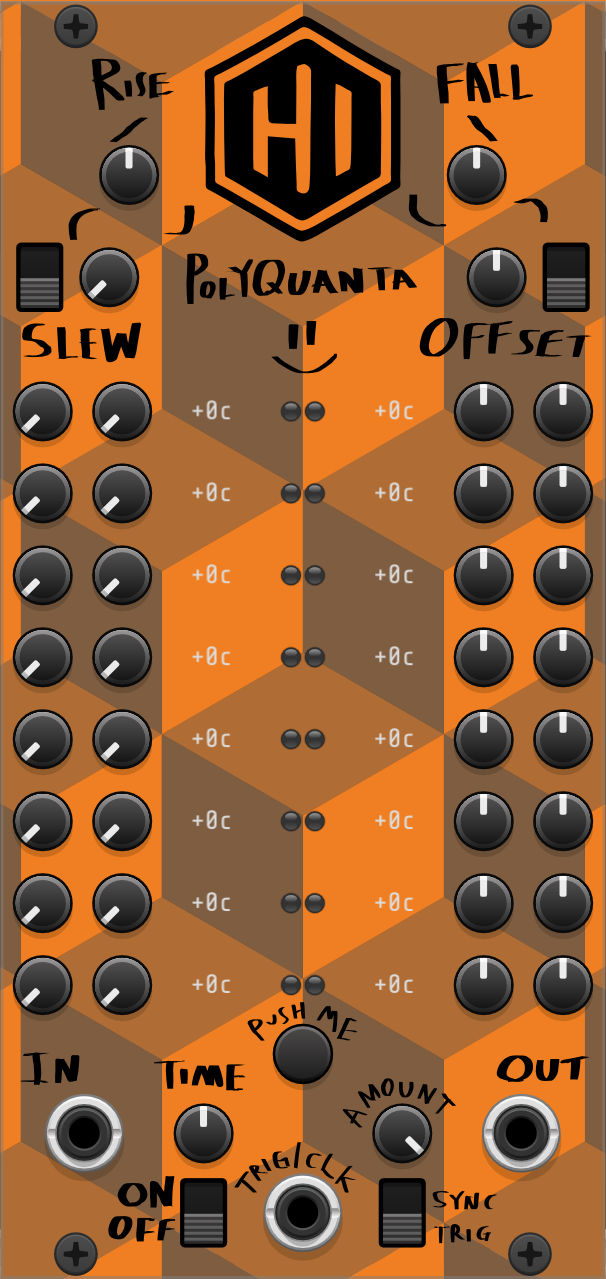 RISE
FALL
HD
POLYQUANTA
SLEW
OFFSET
+0c +0c
+0c +0c
+0c +0c
+0c +0c
+0c +0c
+0c +0c
+0c +0c
+0c +0c
PUSH ME
IN
TIME
AMOUNT
OUT
TRIG/CLK
ON
OFF
SYNC
TRIG